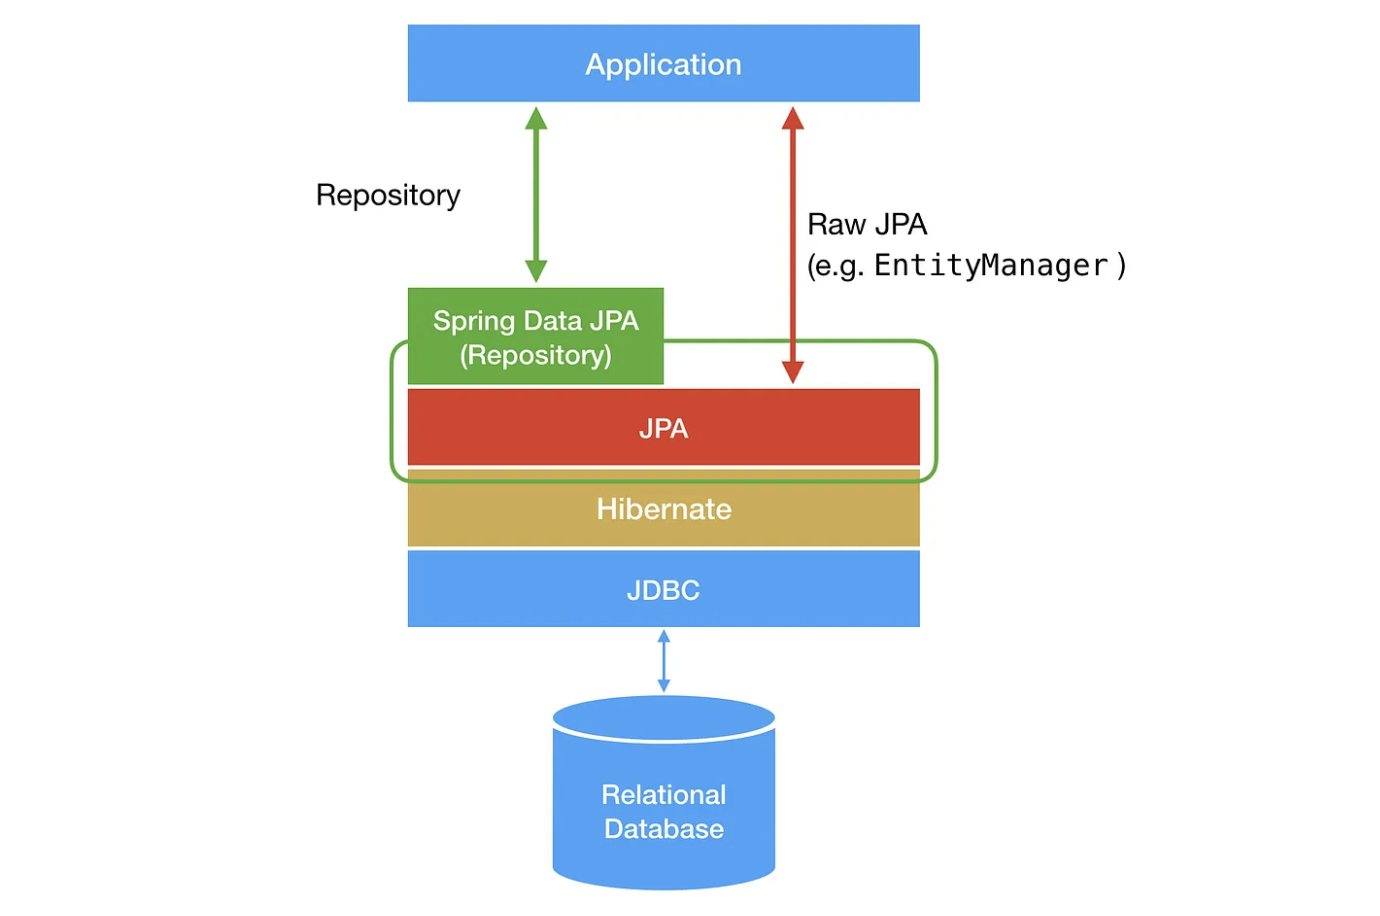 Application
Repository
Raw JPA
(e.g. EntityManager )
Spring Data JPA
(Repository)
JPA
Hibernate
JDBC
Relational
Database